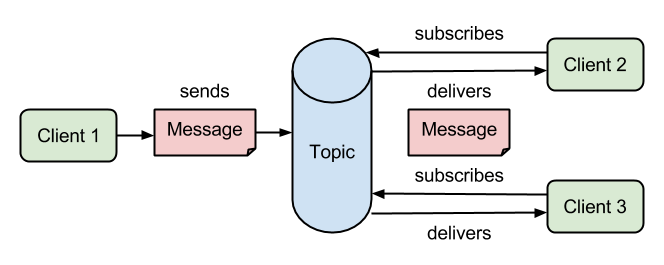 subscribes
Client 2
sends
delivers
Client 1
Message
Message
Topic
subscribes
Client 3
delivers